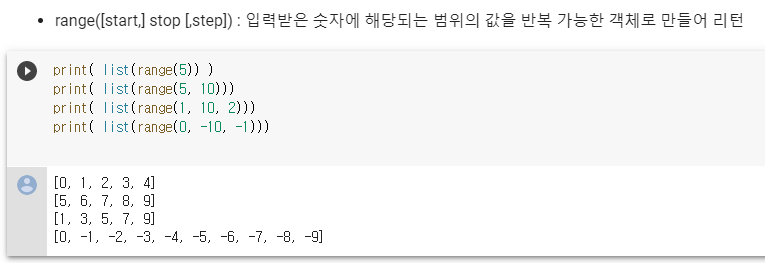 range([start,] stop [,step]) : 입력받은 숫자에 해당되는 범위의 값을 반복 가능한 객체로 만들어 리턴
print( list(range(5)) )
print( list(range(5, 10)))
print( list(range(1, 10, 2)))
print( list(range(0, -10, -1)))
[0, 1, 2, 3, 4]
[5, 6, 7, 8, 9]
[1, 3, 5, 7, 9]
[0, -1, -2, -3, -4, -5, -6, -7, -8, -9]